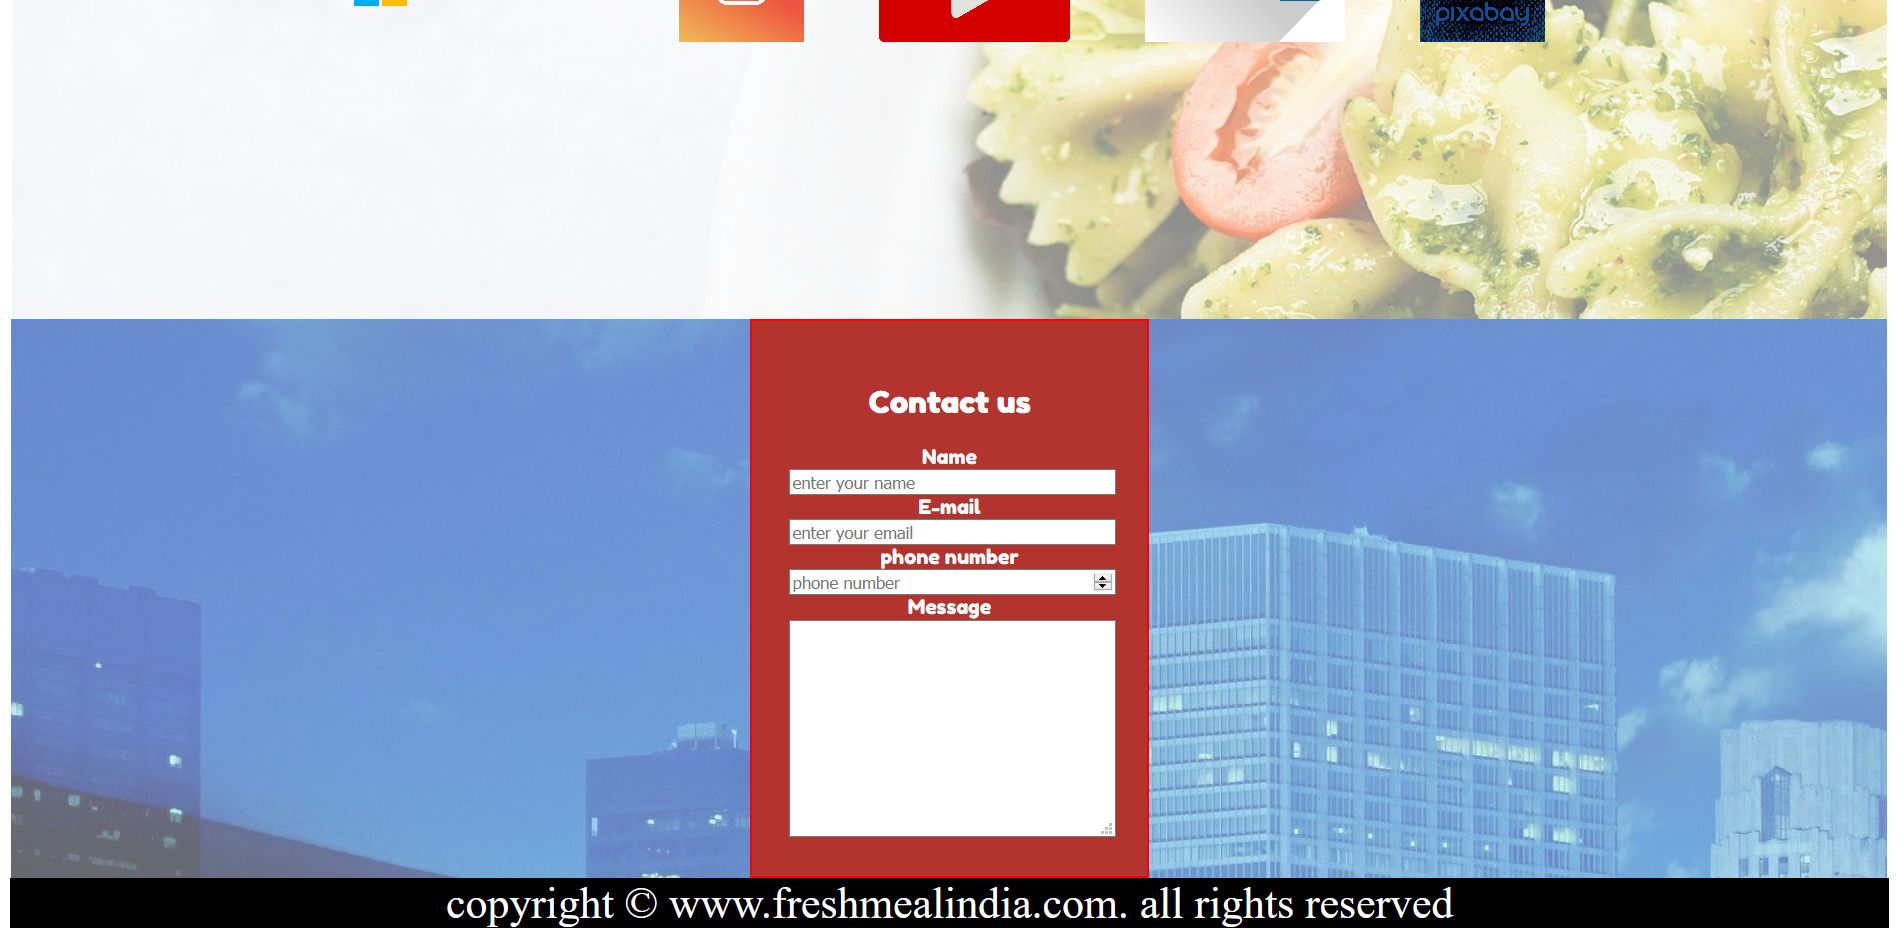 pixabay
Contact us
Name
enter your name
E-mail
enter your email
phone number
phone number
Message
copyright © www.freshmealindia.com. all rights reserved